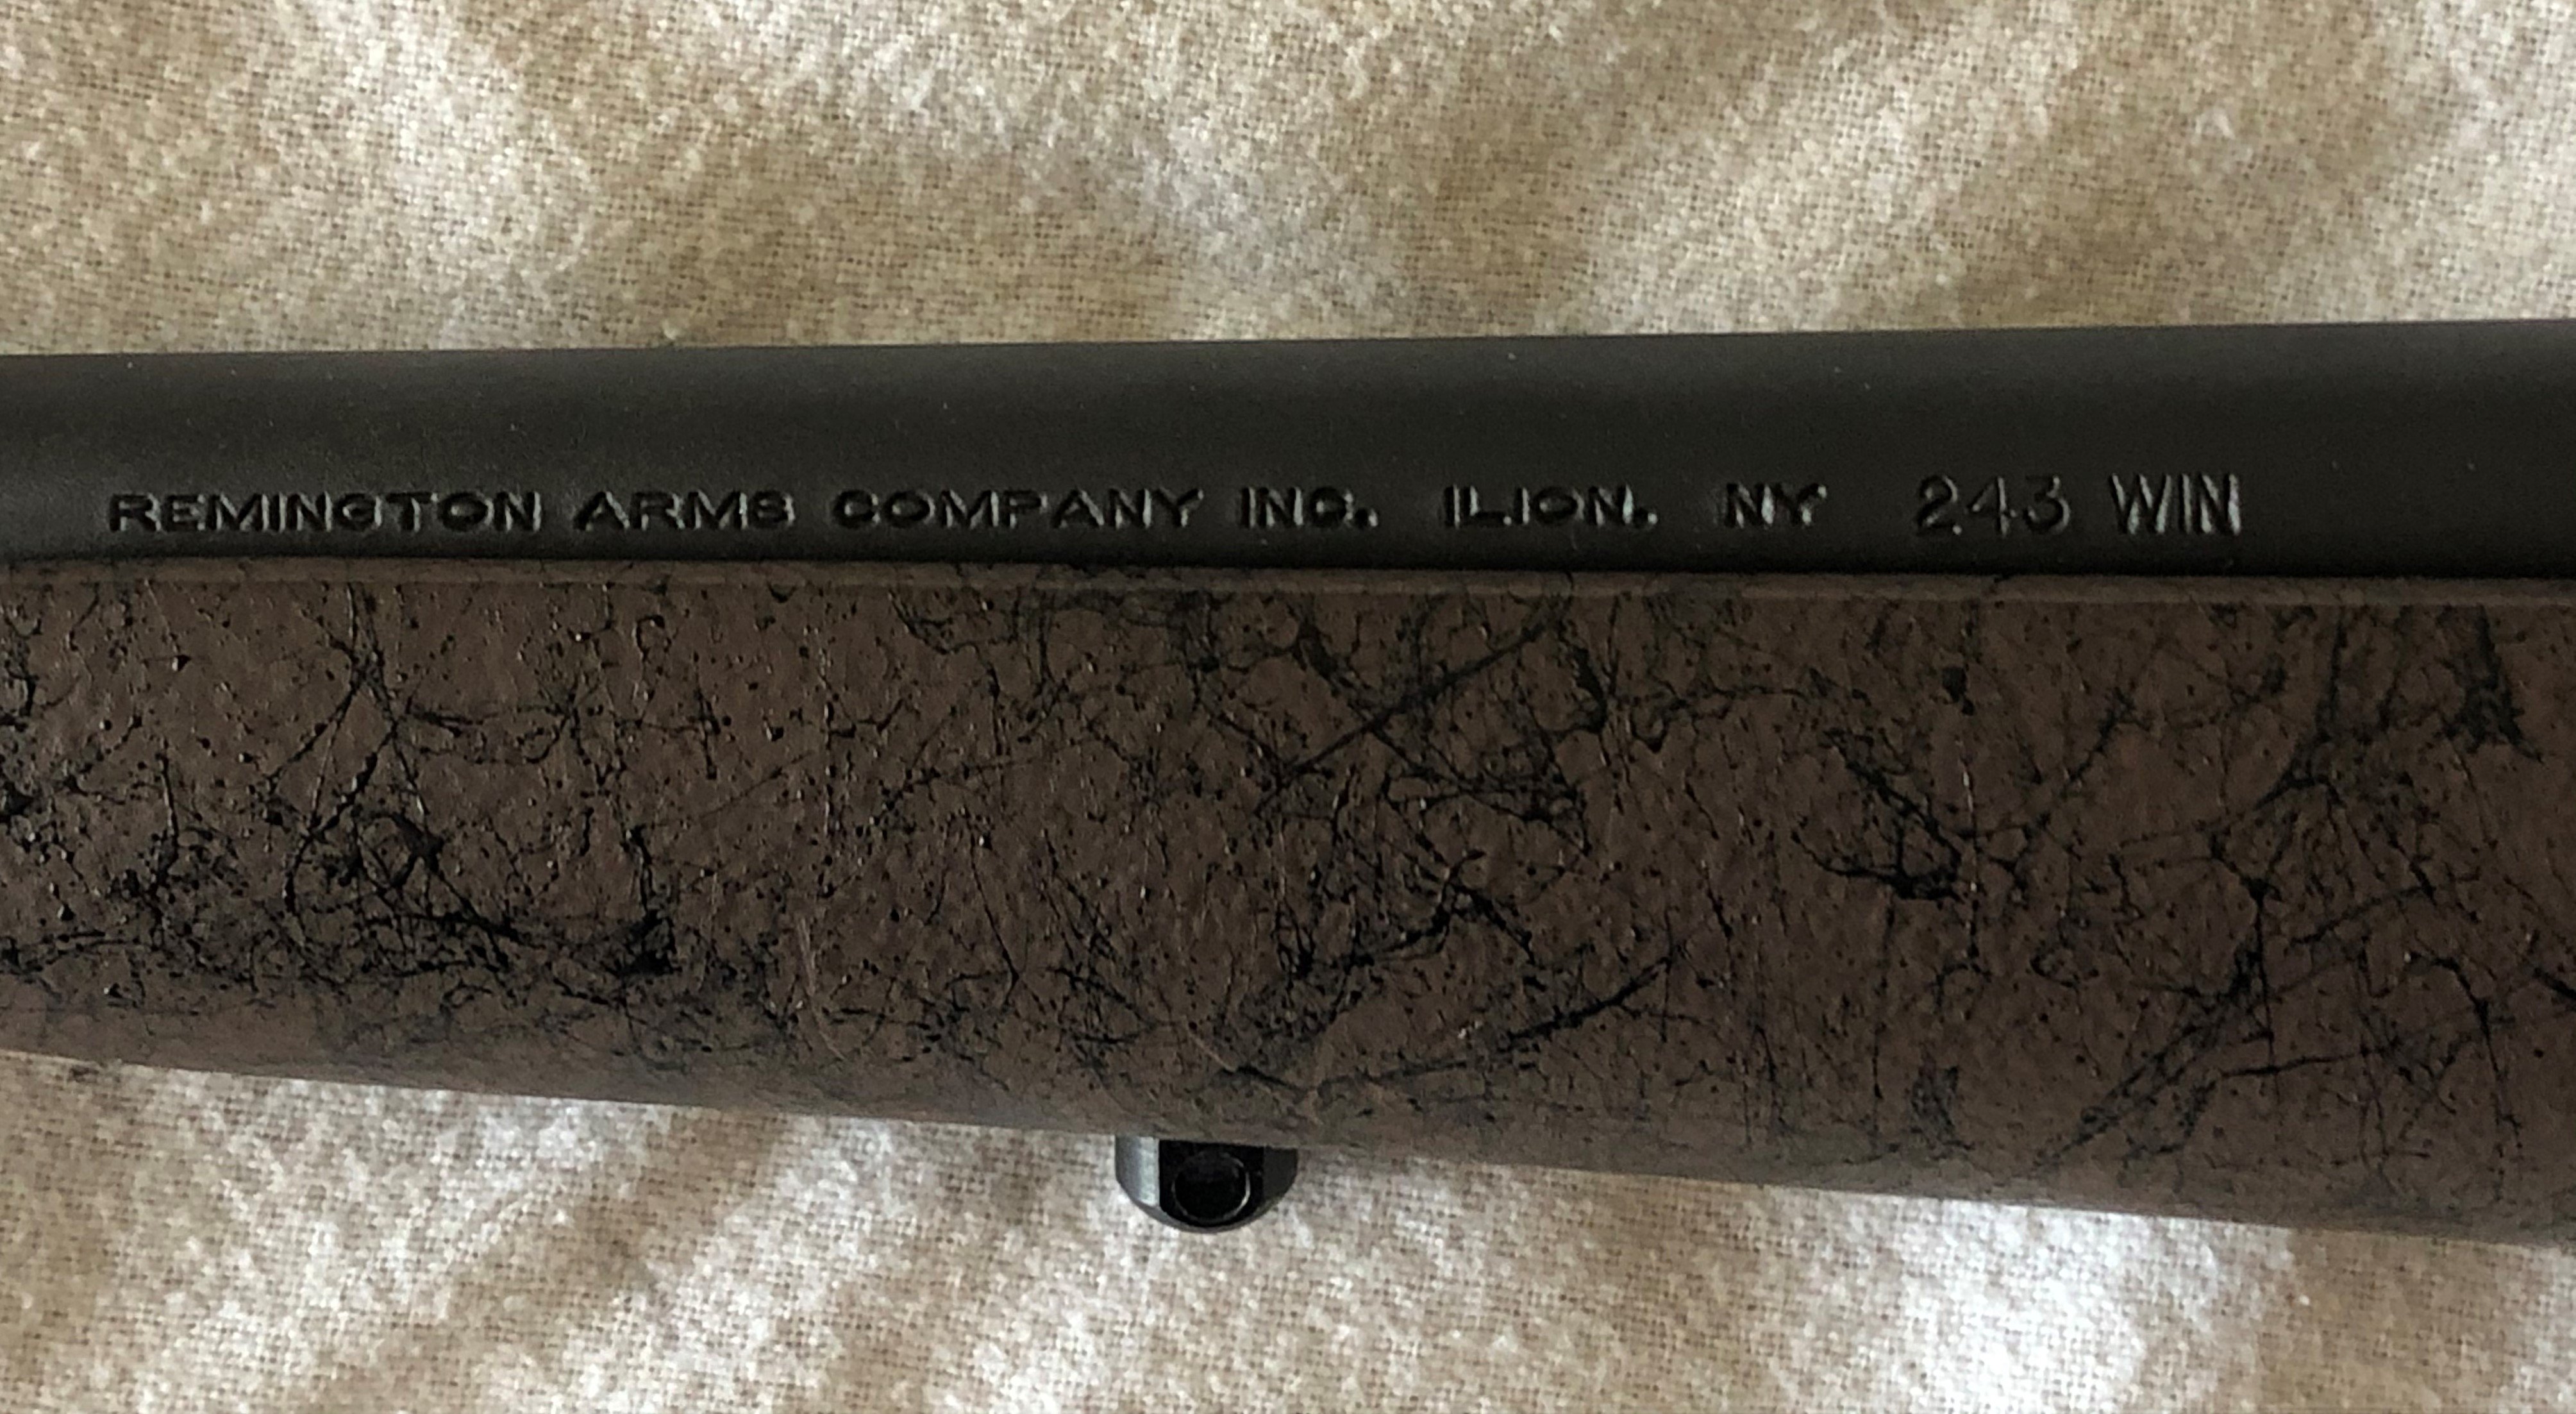 REMINGTON ARMS COMPANY INC. ILION. NY 243 WIN